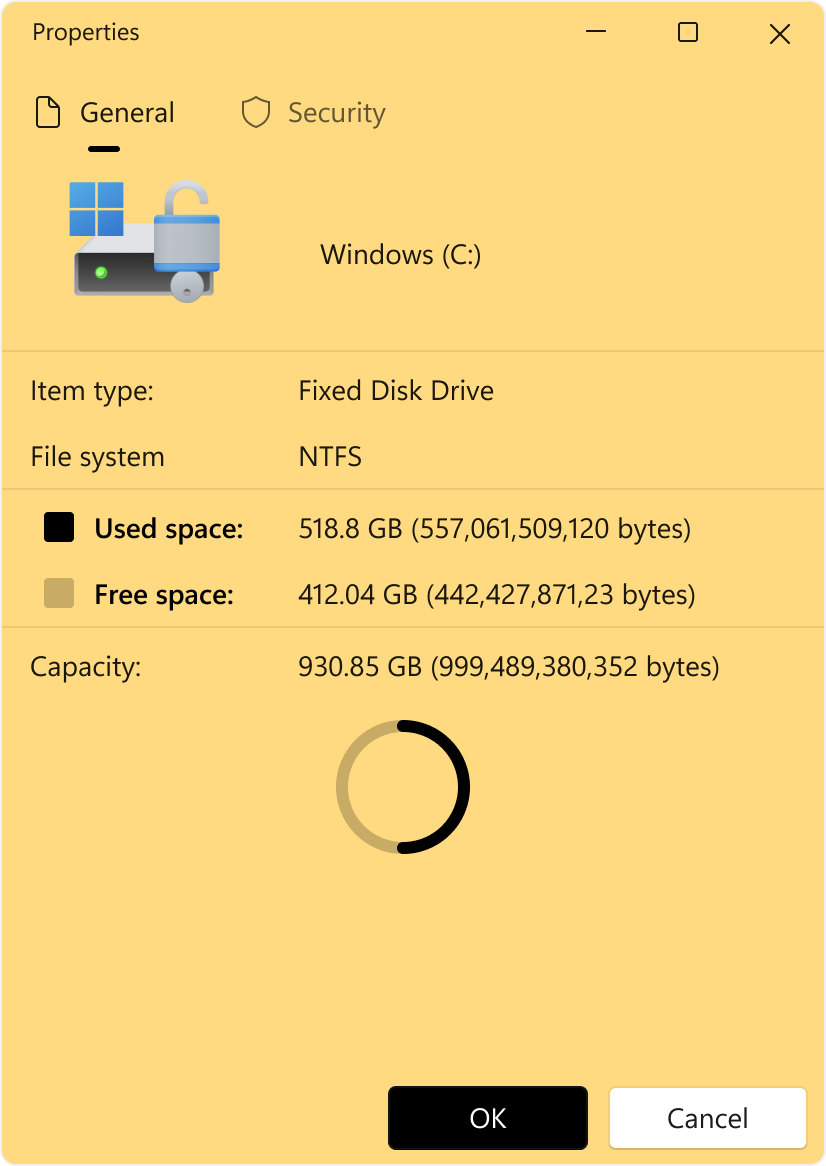 Properties
General Security
Windows (C:)
Item type: Fixed Disk Drive
File system NTFS
Used space: 518.8 GB (557,061,509,120 bytes)
Free space: 412.04 GB (442,427,871,23 bytes)
Capacity: 930.85 GB (999,489,380,352 bytes)
OK Cancel